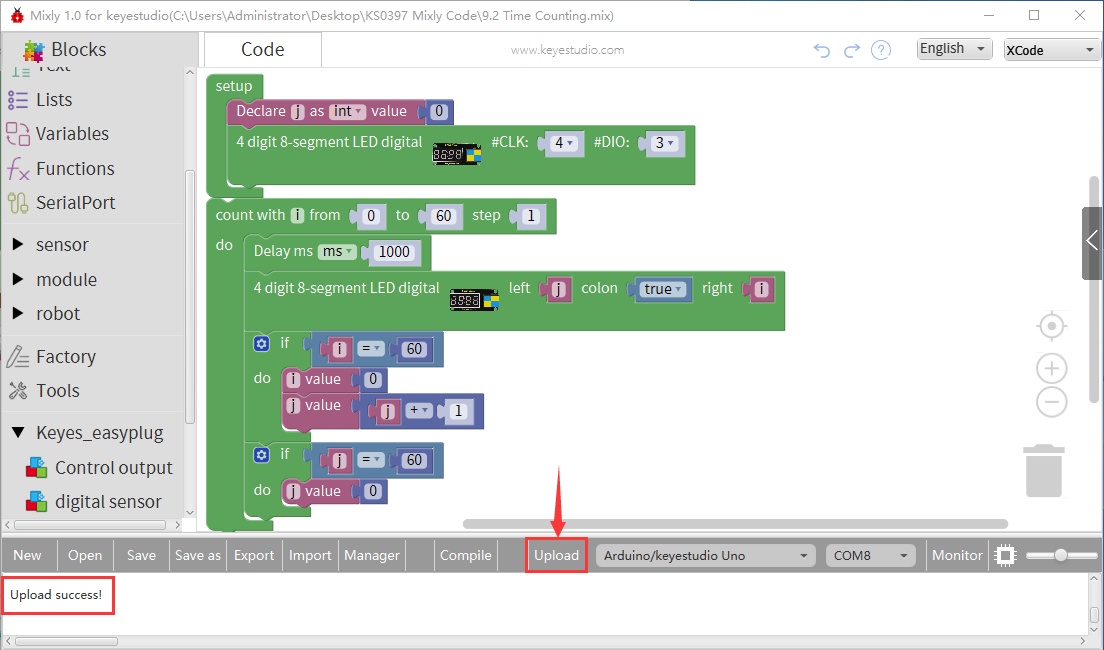 Mixly 1.0 for keyestudio(C:\Users\Administrator\Desktop\KS0397 Mixly Code\9.2 Time Counting.mix)
Blocks
Code
www.keyestudio.com
?
English
XCode
Text
Lists
Variables
Functions
SerialPort
sensor
module
robot
Factory
Tools
Keyes_easyplug
Control output
digital sensor
setup
Declare j as int value 0
4 digit 8-segment LED digital #CLK: 4 #DIO: 3
count with i from 0 to 60 step 1
do
Delay ms ms 1000
4 digit 8-segment LED digital left j colon true right i
if i = 60
do i value 0
j value j + 1
if j = 60
do j value 0
New Open Save Save as Export Import Manager Compile Upload Arduino/keyestudio Uno COM8 Monitor
Upload success!